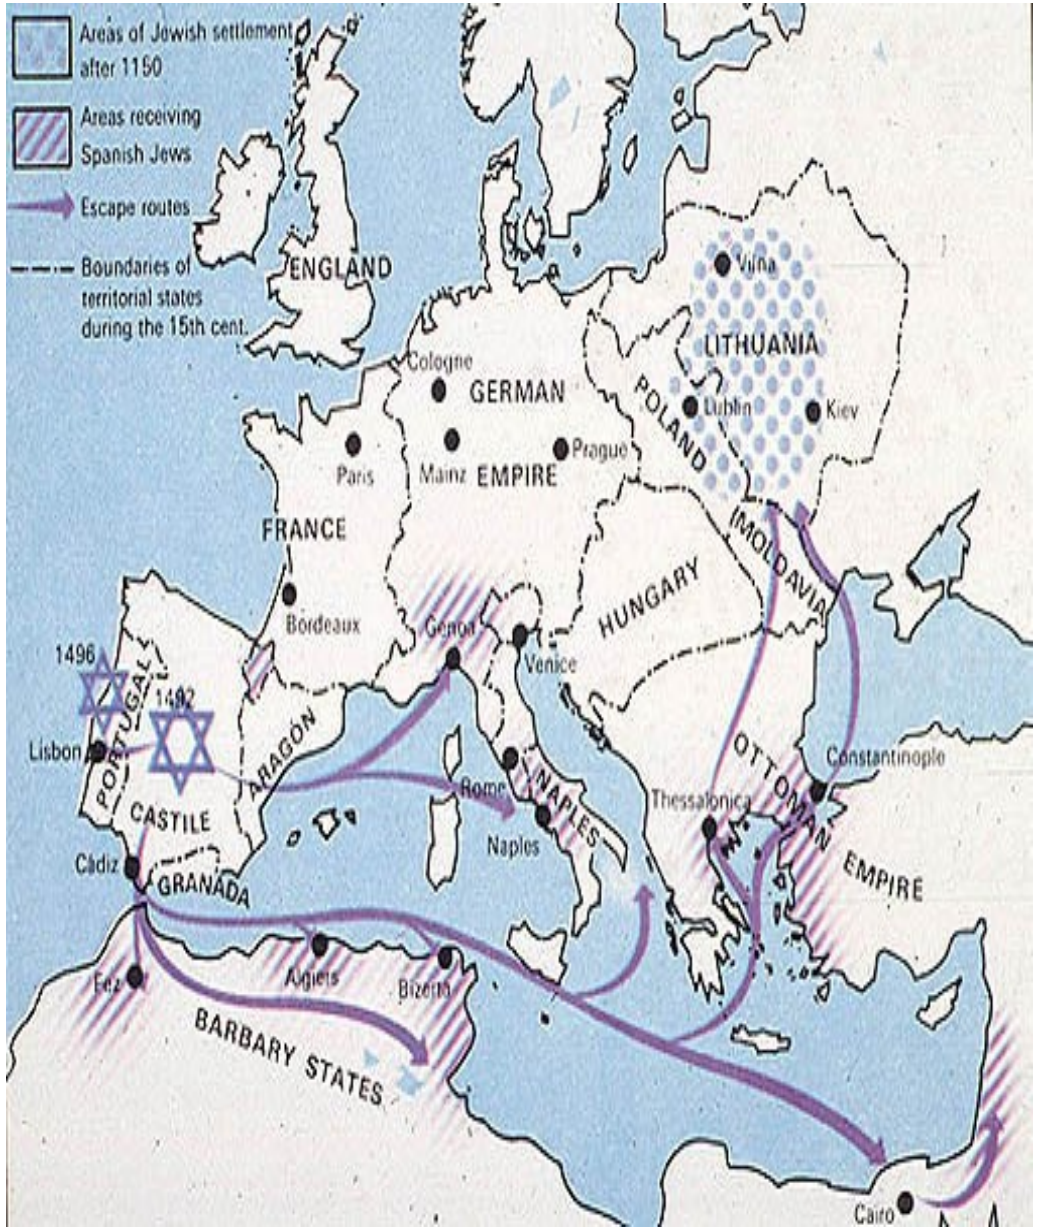 Areas of Jewish settlement
after 1150
Areas receiving
Spanish Jews
Escape routes
Boundaries of
territorial states
during the 15th cent.
ENGLAND
Vilna
LITHUANIA
Cologne
GERMAN
POLAND
Lublin
Kiev
Paris
Mainz
EMPIRE
Prague
FRANCE
MOLDAVIA
HUNGARY
Bordeaux
Genoa
Venice
1496
1492
PORTUGAL
Lisbon
ARAGÓN
CASTILE
Rome
NAPLES
Naples
OTTOMAN
Constantinople
Thessalonica
EMPIRE
Cádiz
GRANADA
Fez
Algiers
Bizerta
BARBARY STATES
Cairo